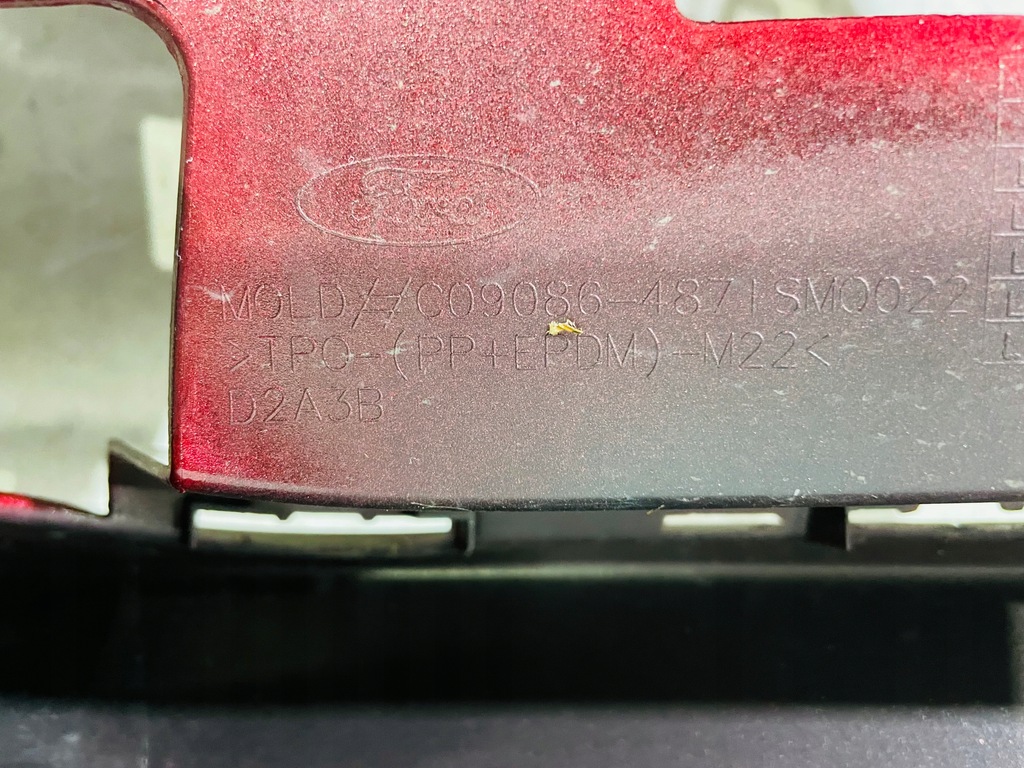 Ford
MOLD#C09086-4871SM0022
>TPO-(PP+EPDM)-M22<
D2A3B